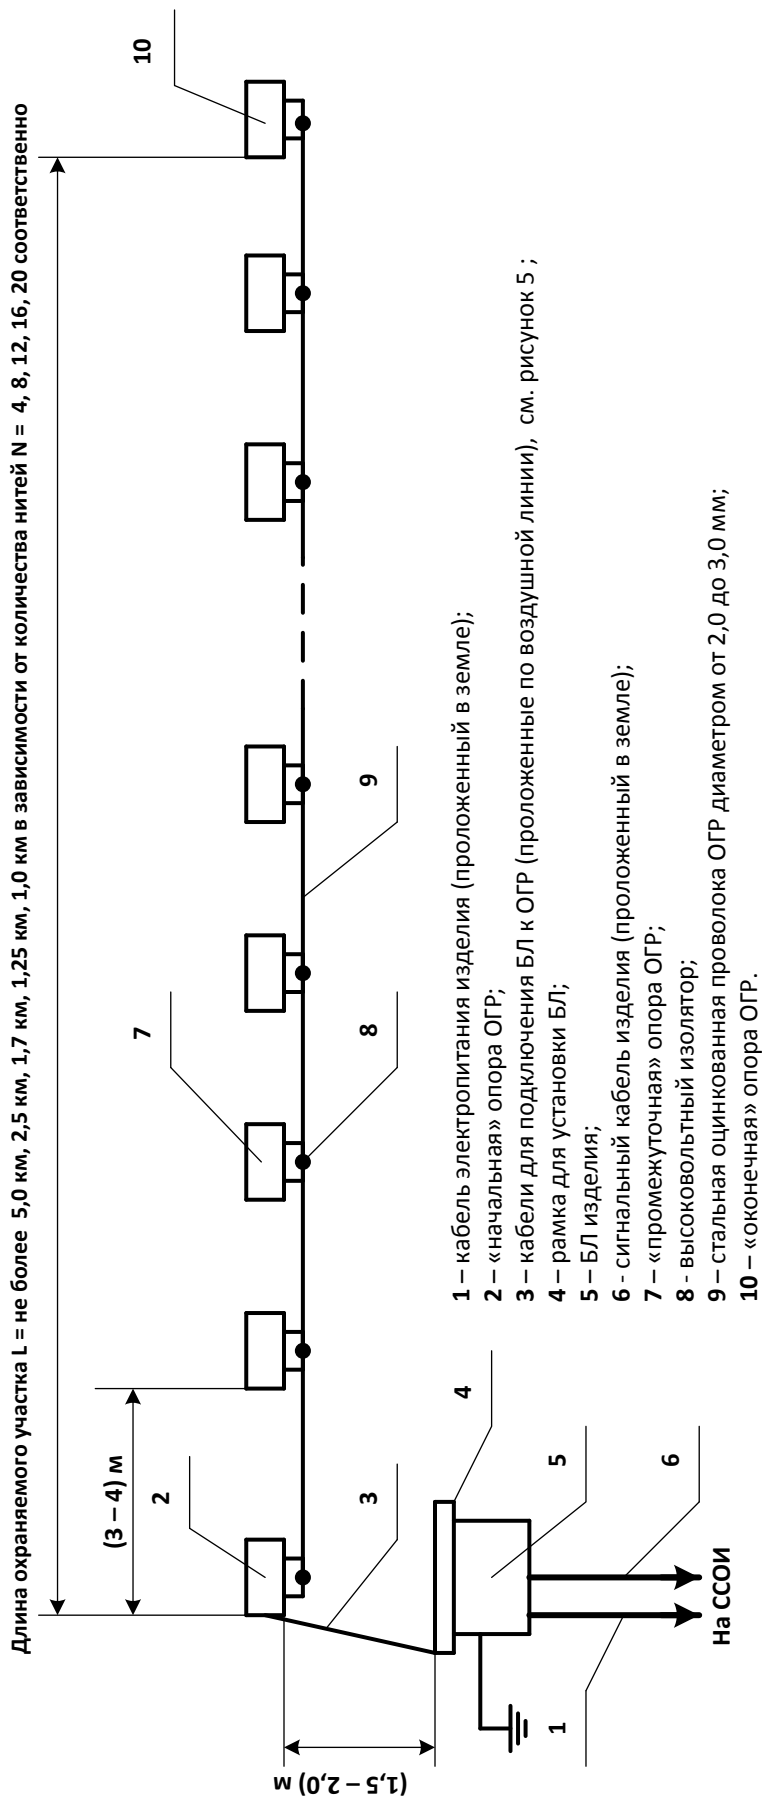 Длина охраняемого участка L = не более 5,0 км, 2,5 км, 1,7 км, 1,25 км, 1,0 км в зависимости от количества нитей N = 4, 8, 12, 16, 20 соответственно
10
(3 – 4) м
2
7
3
8
9
(1,5 – 2,0) м
4
5
1
6
На ССОИ
1 – кабель электропитания изделия (проложенный в земле);
2 – «начальная» опора ОГР;
3 – кабели для подключения БЛ к ОГР (проложенные по воздушной линии), см. рисунок 5 ;
4 – рамка для установки БЛ;
5 – БЛ изделия;
6 - сигнальный кабель изделия (проложенный в земле);
7 – «промежуточная» опора ОГР;
8 - высоковольтный изолятор;
9 – стальная оцинкованная проволока ОГР диаметром от 2,0 до 3,0 мм;
10 – «оконечная» опора ОГР.